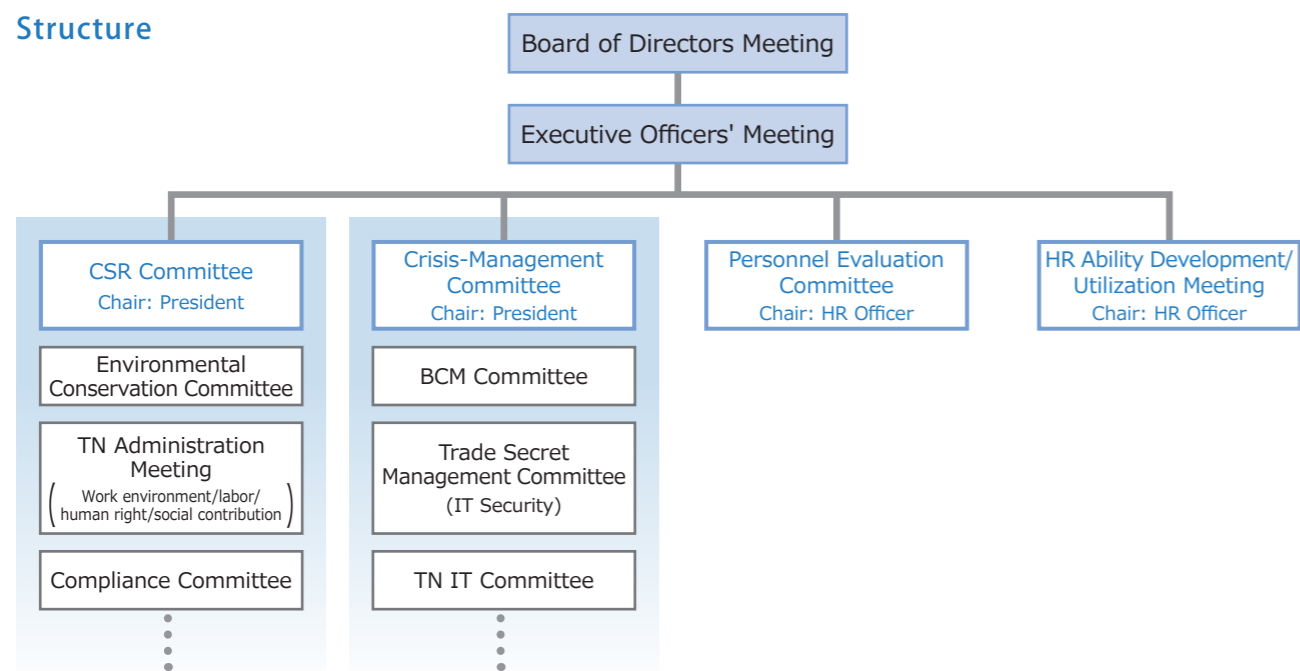 Structure
Board of Directors Meeting
Executive Officers' Meeting
CSR Committee
Chair: President
Environmental
Conservation Committee
TN Administration
Meeting
(Work environment/labor/
human right/social contribution)
Compliance Committee
Crisis-Management
Committee
Chair: President
BCM Committee
Trade Secret
Management Committee
(IT Security)
TN IT Committee
Personnel Evaluation
Committee
Chair: HR Officer
HR Ability Development/
Utilization Meeting
Chair: HR Officer